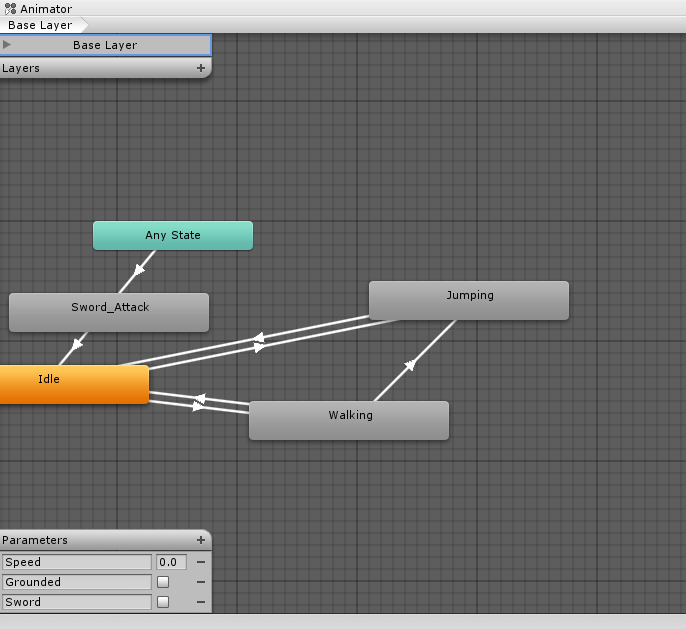 Animator
Base Layer
Base Layer
Layers
Any State
Sword_Attack
Jumping
Idle
Walking
Parameters
Speed 0.0
Grounded
Sword